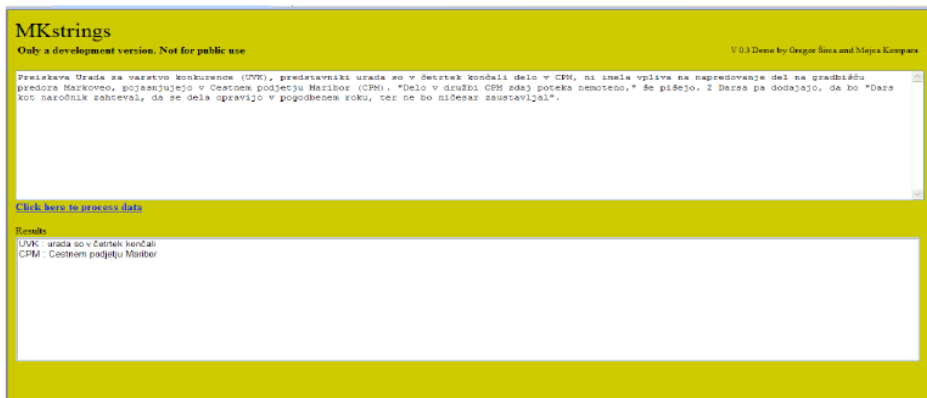 MKstrings
Only a development version. Not for public use
V 0.3 Demo by Gregor Širca and Mojca Kompara
Preiskava Urada za varstvo konkurence (UVK), predstavniki urada so v četrtek končali delo v CPM, ni imela vpliva na napredovanje del na gradbišču
predora Markovec, pojasnjujejo v Cestnem podjetju Maribor (CPM). "Delo v družbi CPM zdaj poteka nemoteno," še pišejo. Z Darsa pa dodajajo, da bo "Dars
kot naročnik zahteval, da se dela opravijo v pogodbenem roku, ter ne bo ničesar zaustavljal".
Click here to process data
Results
UVK : urada so v četrtek končali
CPM : Cestnem podjetju Maribor